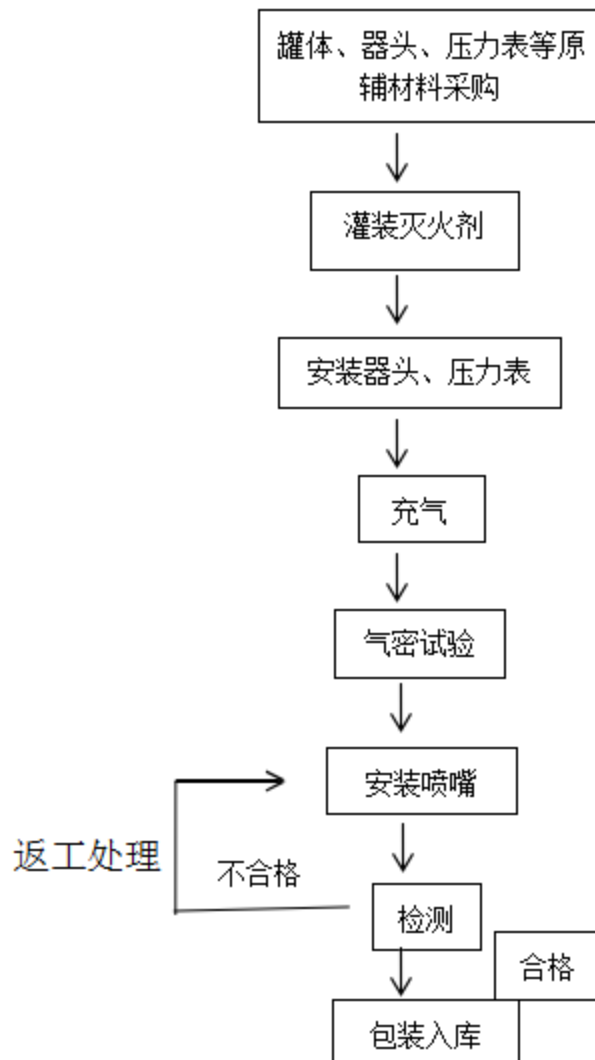 罐体、器头、压力表等原
辅材料采购
灌装灭火剂
安装器头、压力表
充气
气密试验
安装喷嘴
返工处理
不合格
检测
合格
包装入库